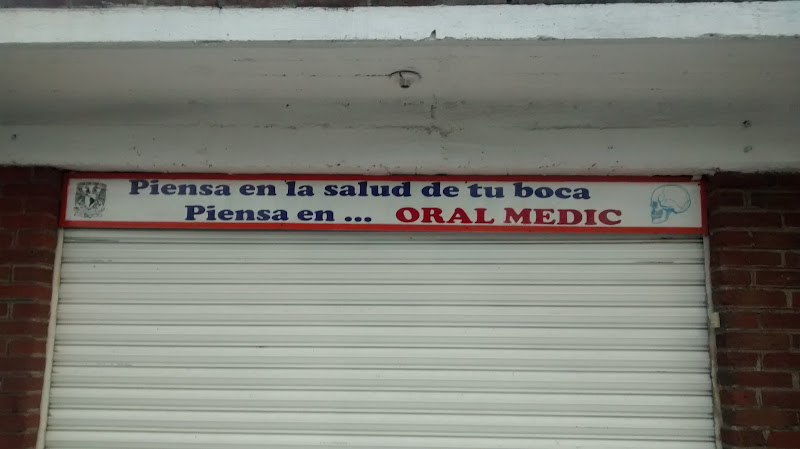 Piensa en la salud de tu boca
Piensa en ... ORAL MEDIC